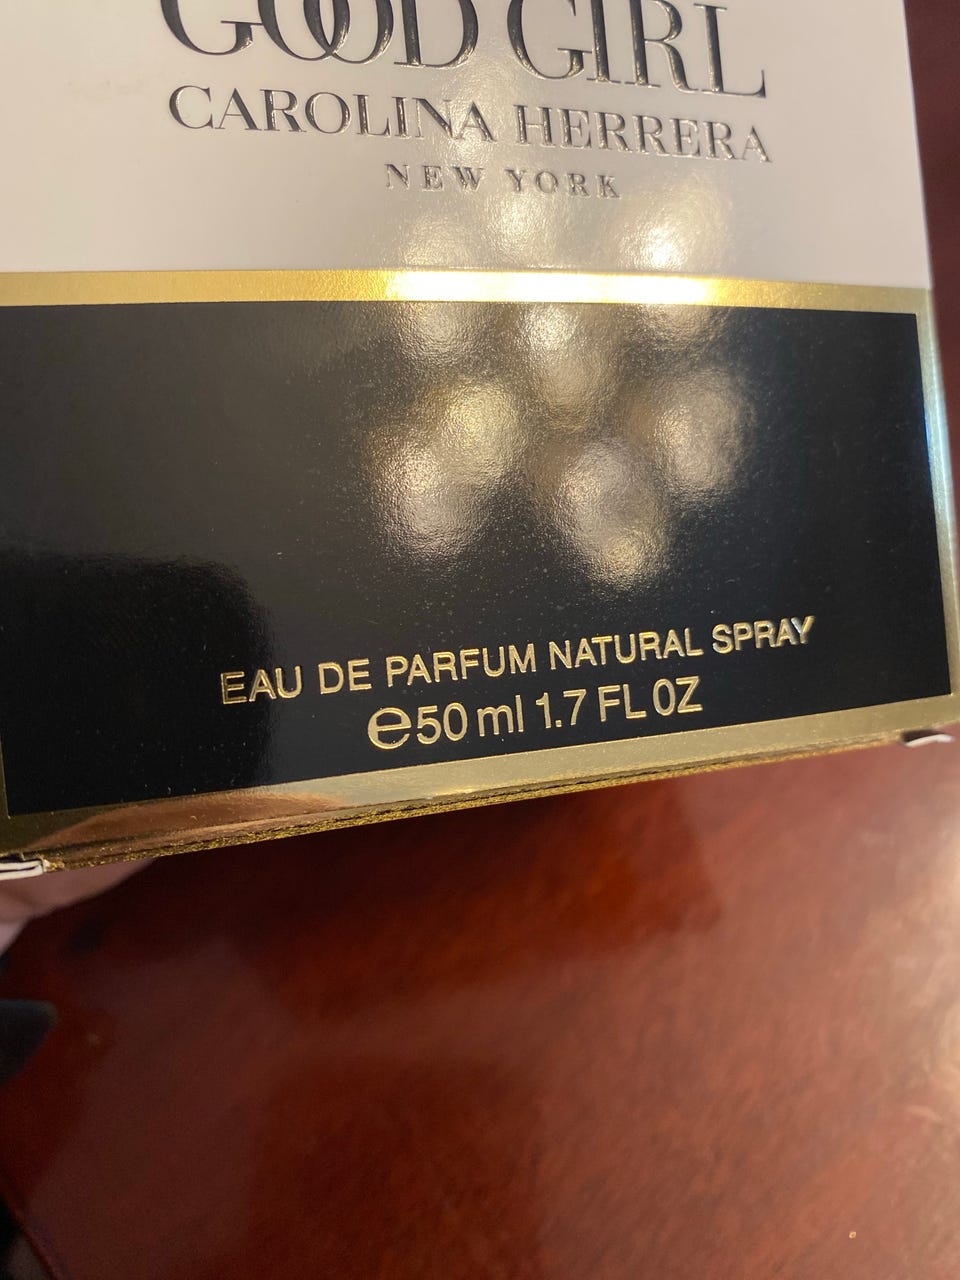 GOOD GIRL
CAROLINA HERRERA
NEW YORK
EAU DE PARFUM NATURAL SPRAY
℮50 ml 1.7 FL OZ